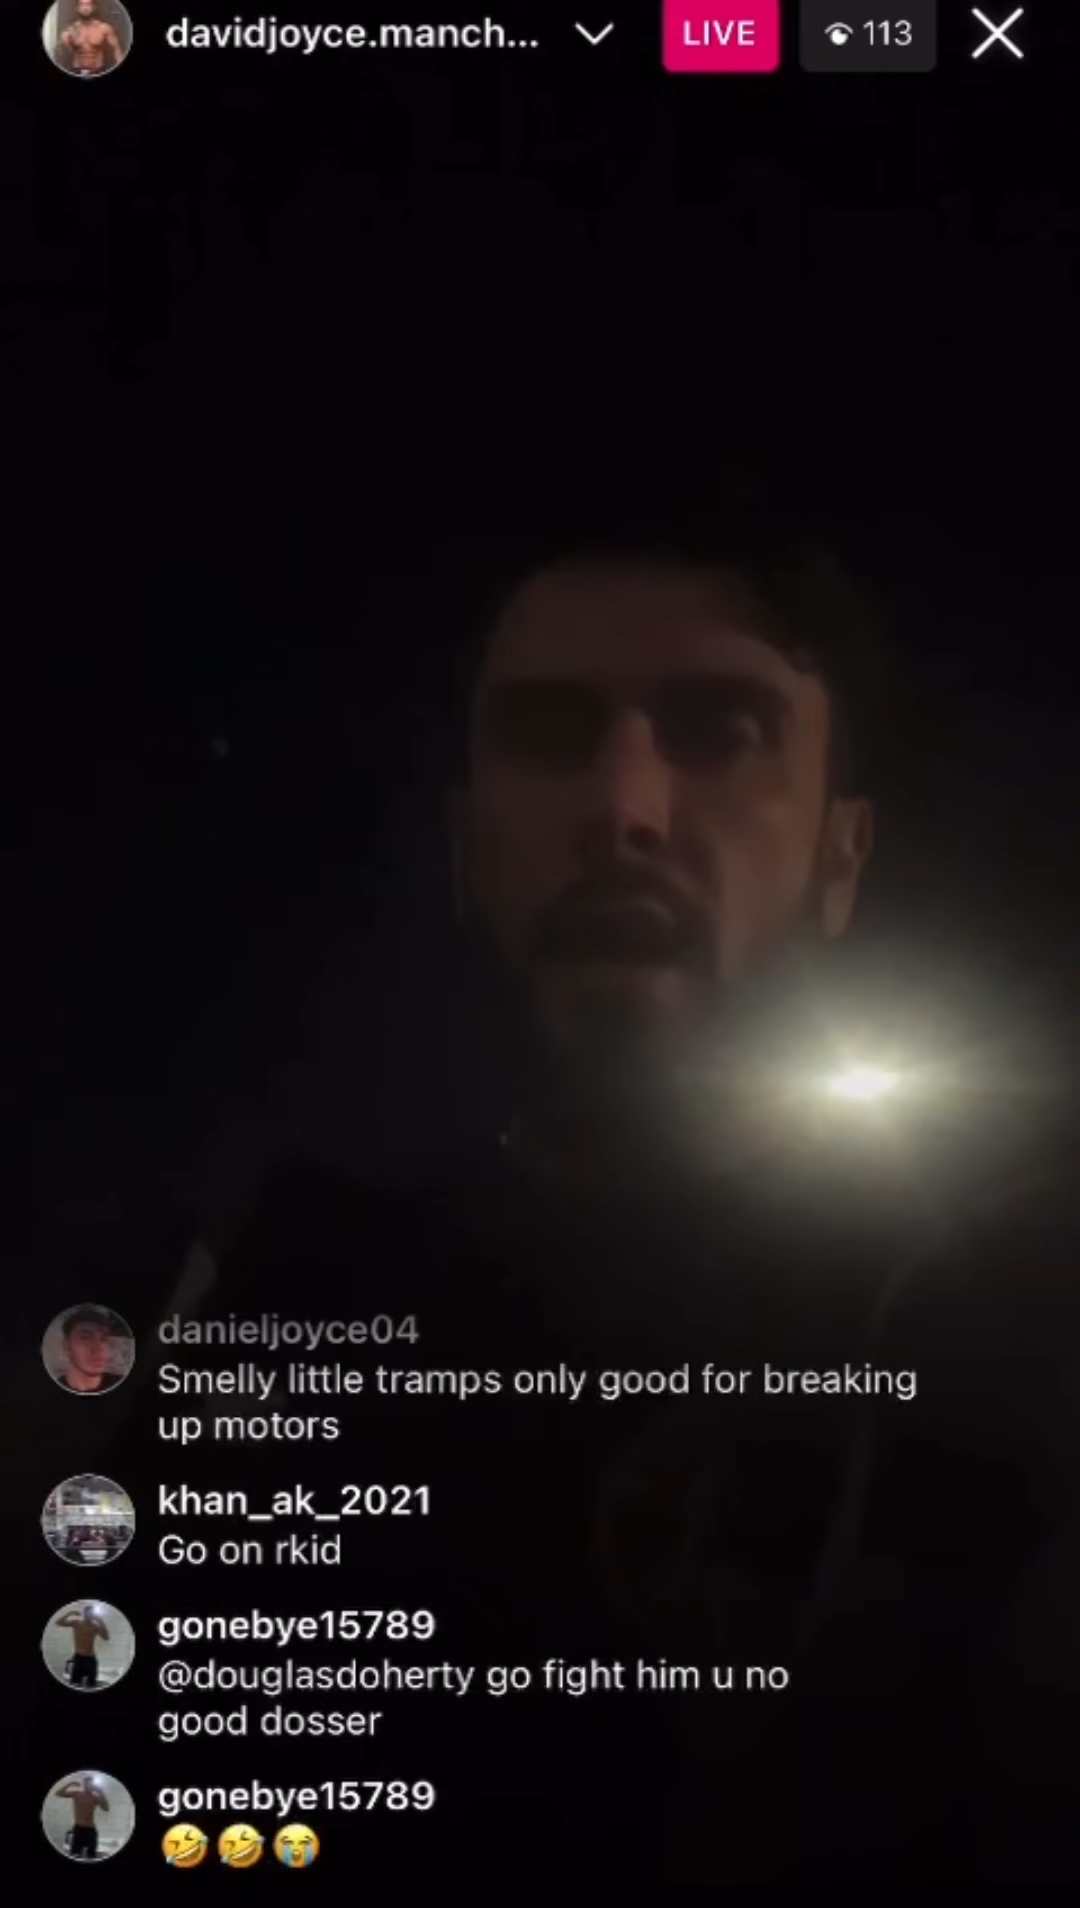 davidjoyce.manch...
LIVE
113
danieljoyce04
Smelly little tramps only good for breaking
up motors
khan_ak_2021
Go on rkid
gonebye15789
@douglasdoherty go fight him u no
good dosser
gonebye15789
🤣🤣😭